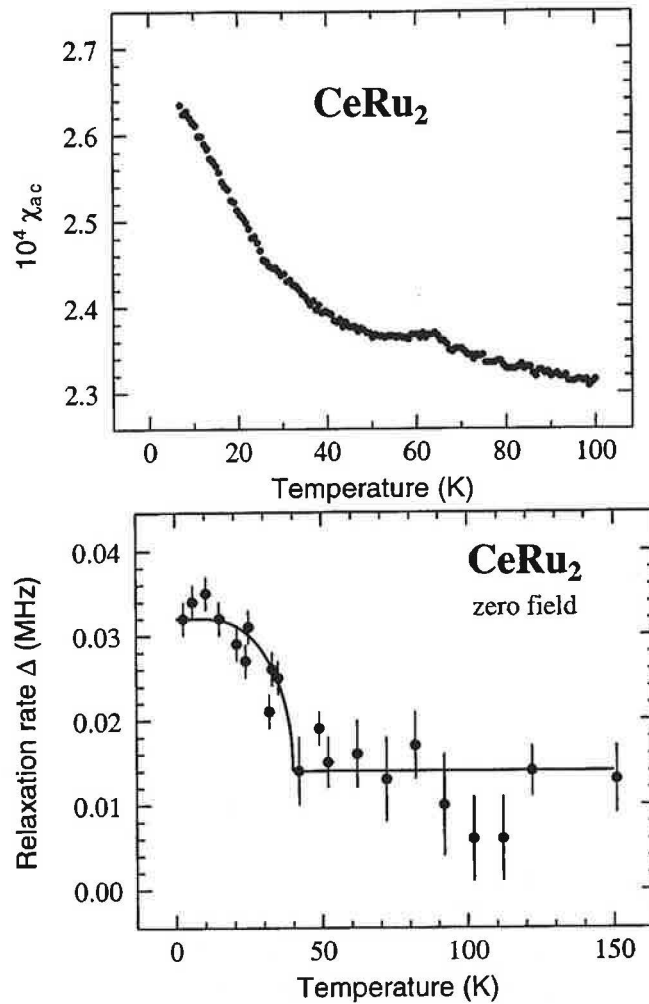 2.7
2.6
2.5
2.4
2.3
10⁴ χac
CeRu₂
0 20 40 60 80 100
Temperature (K)
0.04
0.03
0.02
0.01
0.00
Relaxation rate Δ (MHz)
CeRu₂
zero field
0 50 100 150
Temperature (K)